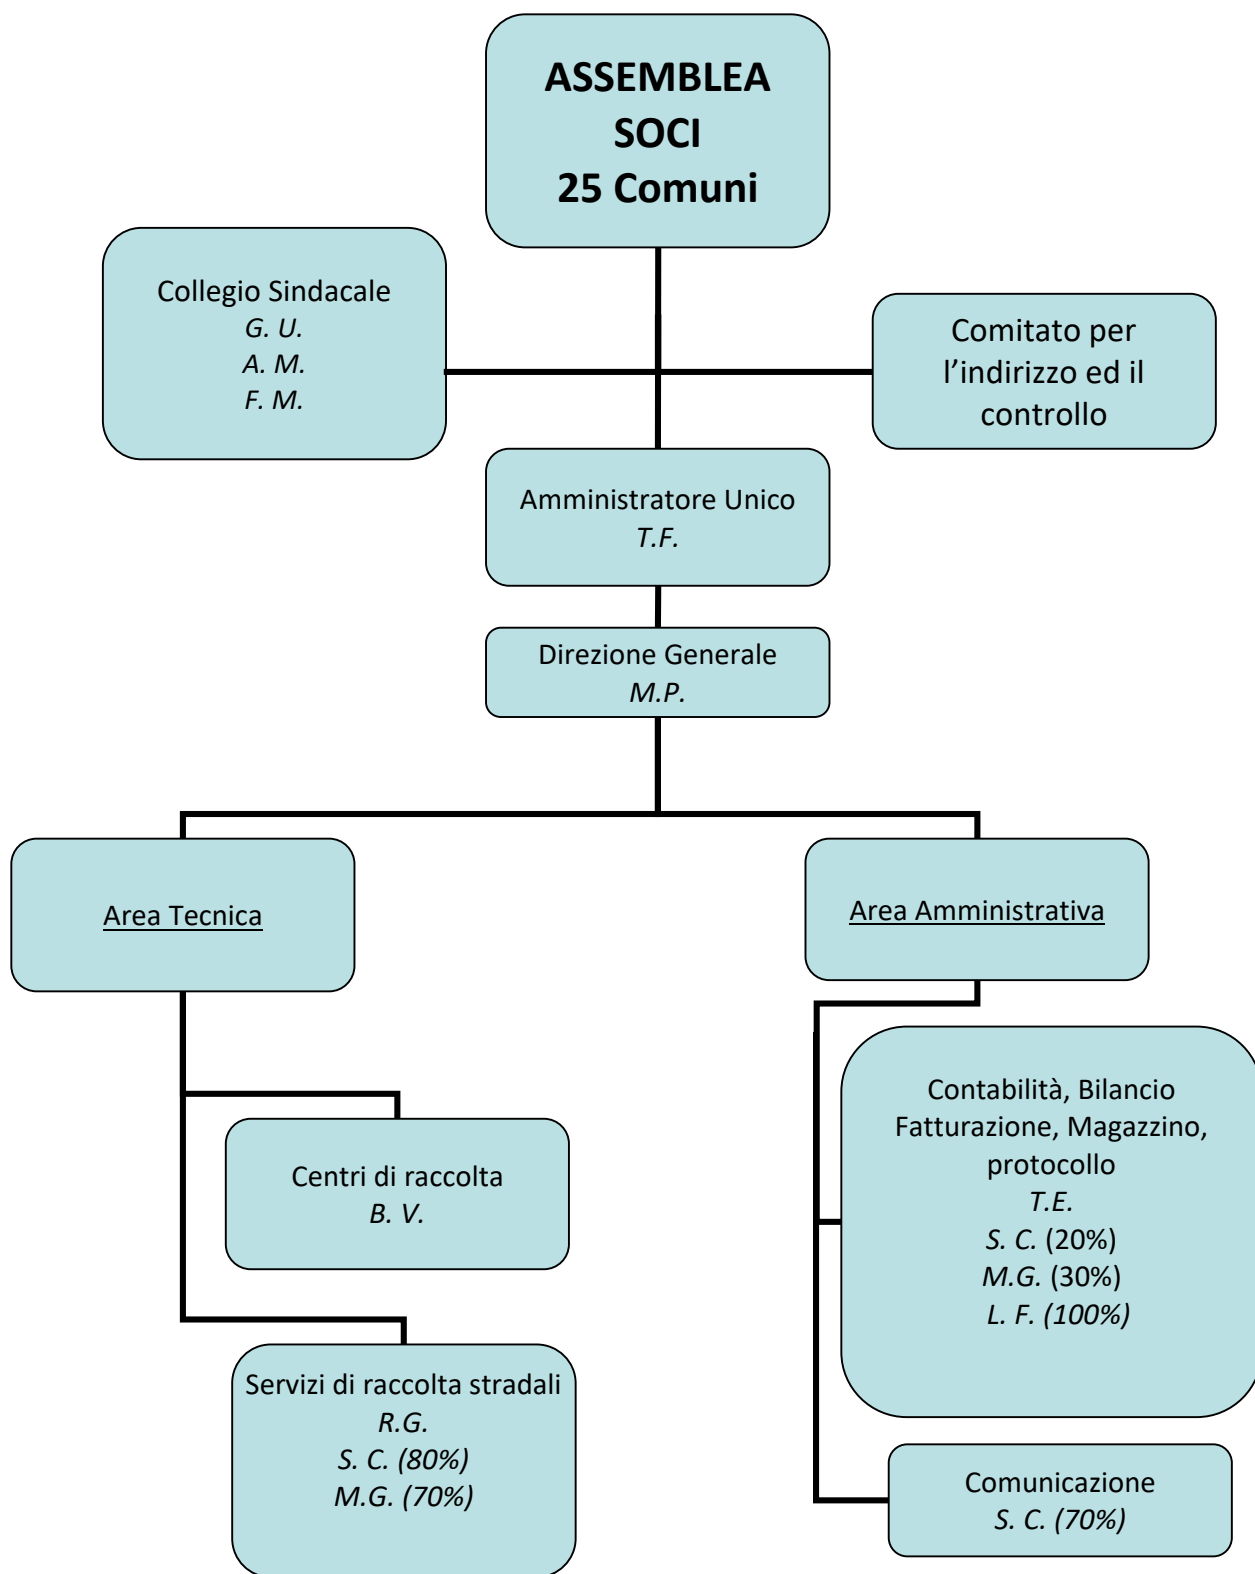 ASSEMBLEA
SOCI
25 Comuni
Collegio Sindacale
G. U.
A. M.
F. M.
Comitato per
l’indirizzo ed il
controllo
Amministratore Unico
T.F.
Direzione Generale
M.P.
Area Tecnica
Area Amministrativa
Centri di raccolta
B. V.
Servizi di raccolta stradali
R.G.
S. C. (80%)
M.G. (70%)
Contabilità, Bilancio
Fatturazione, Magazzino,
protocollo
T.E.
S. C. (20%)
M.G. (30%)
L. F. (100%)
Comunicazione
S. C. (70%)